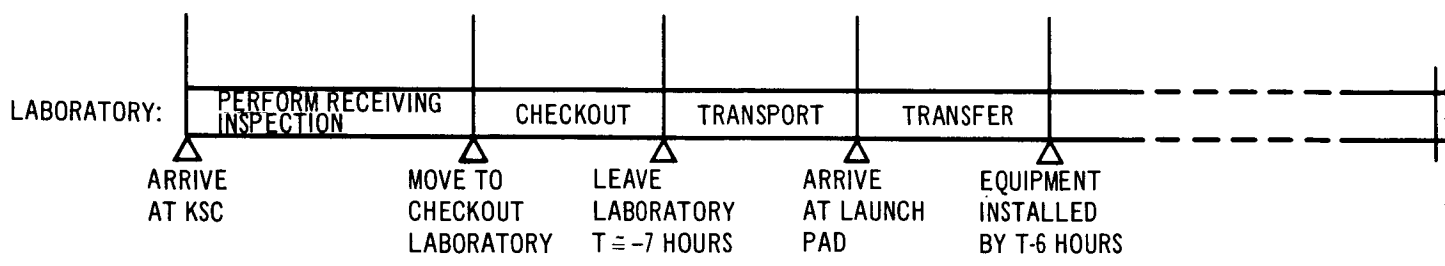 LABORATORY:
PERFORM RECEIVING
INSPECTION
CHECKOUT
TRANSPORT
TRANSFER
ARRIVE
AT KSC
MOVE TO
CHECKOUT
LABORATORY
LEAVE
LABORATORY
T ≅ -7 HOURS
ARRIVE
AT LAUNCH
PAD
EQUIPMENT
INSTALLED
BY T-6 HOURS